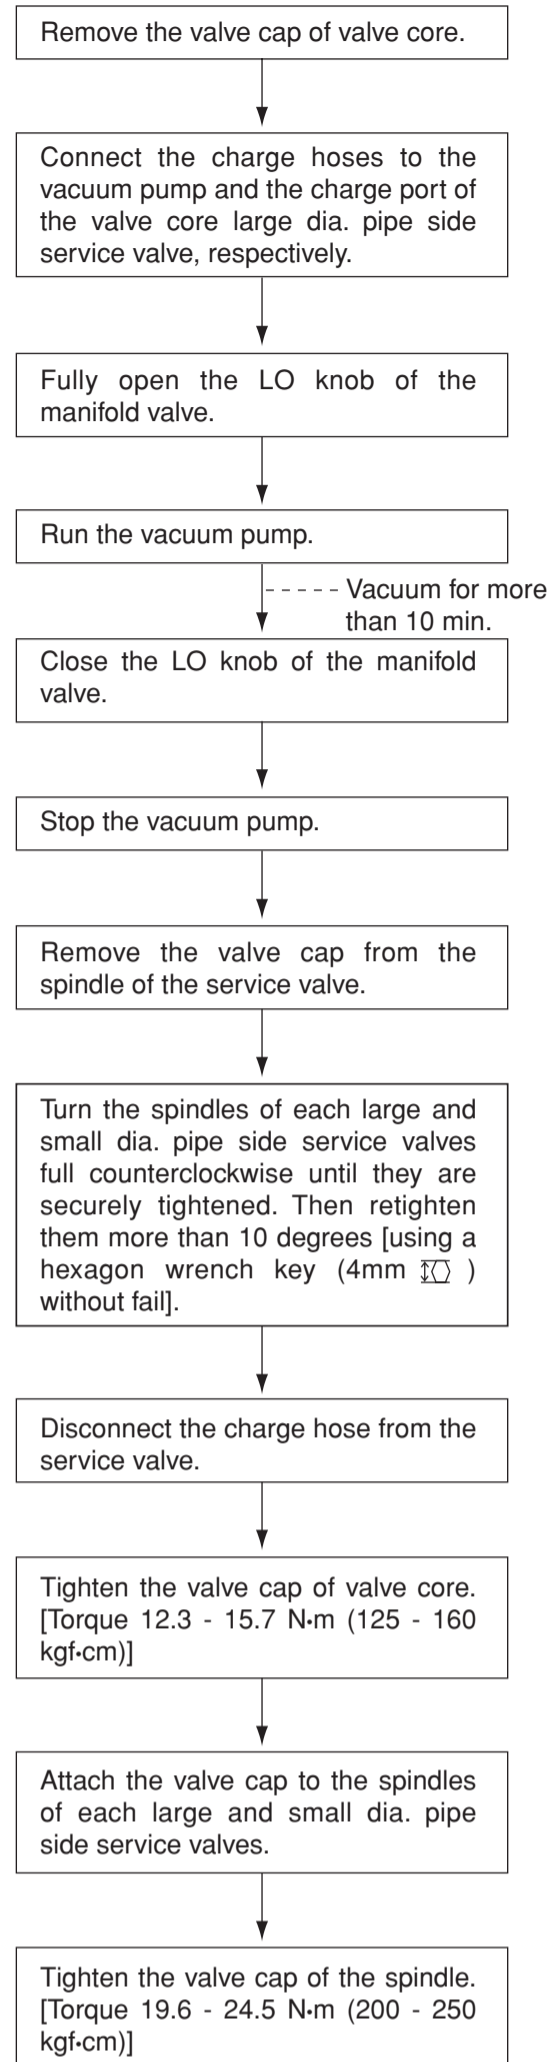 Remove the valve cap of valve core.
Connect the charge hoses to the
vacuum pump and the charge port of
the valve core large dia. pipe side
service valve, respectively.
Fully open the LO knob of the
manifold valve.
Run the vacuum pump.
Vacuum for more
than 10 min.
Close the LO knob of the manifold
valve.
Stop the vacuum pump.
Remove the valve cap from the
spindle of the service valve.
Turn the spindles of each large and
small dia. pipe side service valves
full counterclockwise until they are
securely tightened. Then retighten
them more than 10 degrees [using a
hexagon wrench key (4mm )
without fail].
Disconnect the charge hose from the
service valve.
Tighten the valve cap of valve core.
[Torque 12.3 - 15.7 N•m (125 - 160
kgf•cm)]
Attach the valve cap to the spindles
of each large and small dia. pipe
side service valves.
Tighten the valve cap of the spindle.
[Torque 19.6 - 24.5 N•m (200 - 250
kgf•cm)]